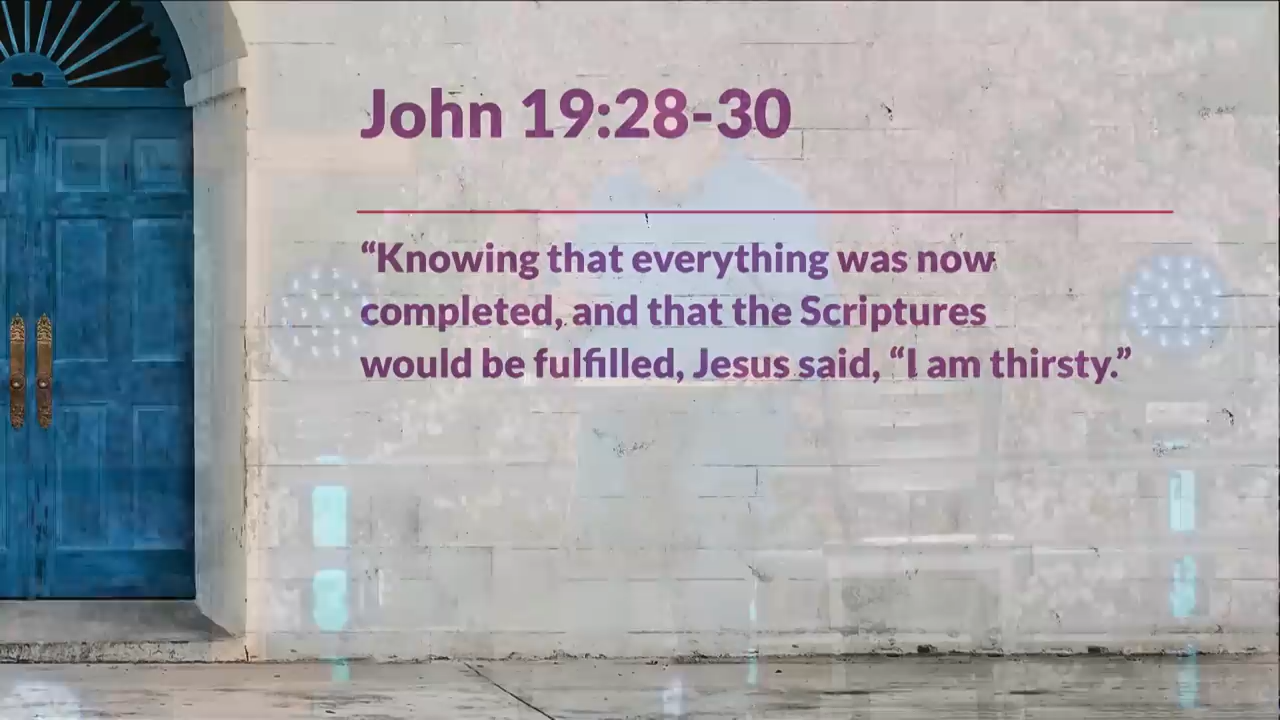 John 19:28-30
“Knowing that everything was now
completed, and that the Scriptures
would be fulfilled, Jesus said, “I am thirsty.”